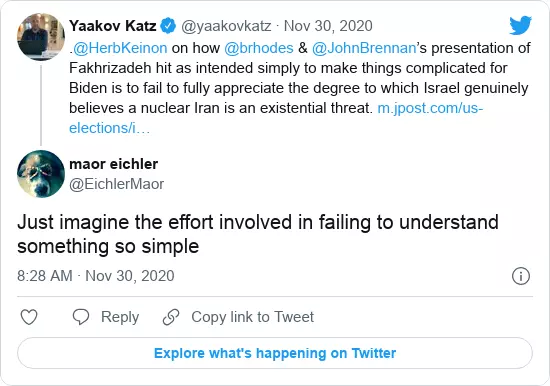 Yaakov Katz @yaakovkatz · Nov 30, 2020
.@HerbKeinon on how @brhodes & @JohnBrennan’s presentation of
Fakhrizadeh hit as intended simply to make things complicated for
Biden is to fail to fully appreciate the degree to which Israel genuinely
believes a nuclear Iran is an existential threat. m.jpost.com/us-
elections/i…
maor eichler
@EichlerMaor
Just imagine the effort involved in failing to understand
something so simple
8:28 AM · Nov 30, 2020
Reply
Copy link to Tweet
Explore what's happening on Twitter